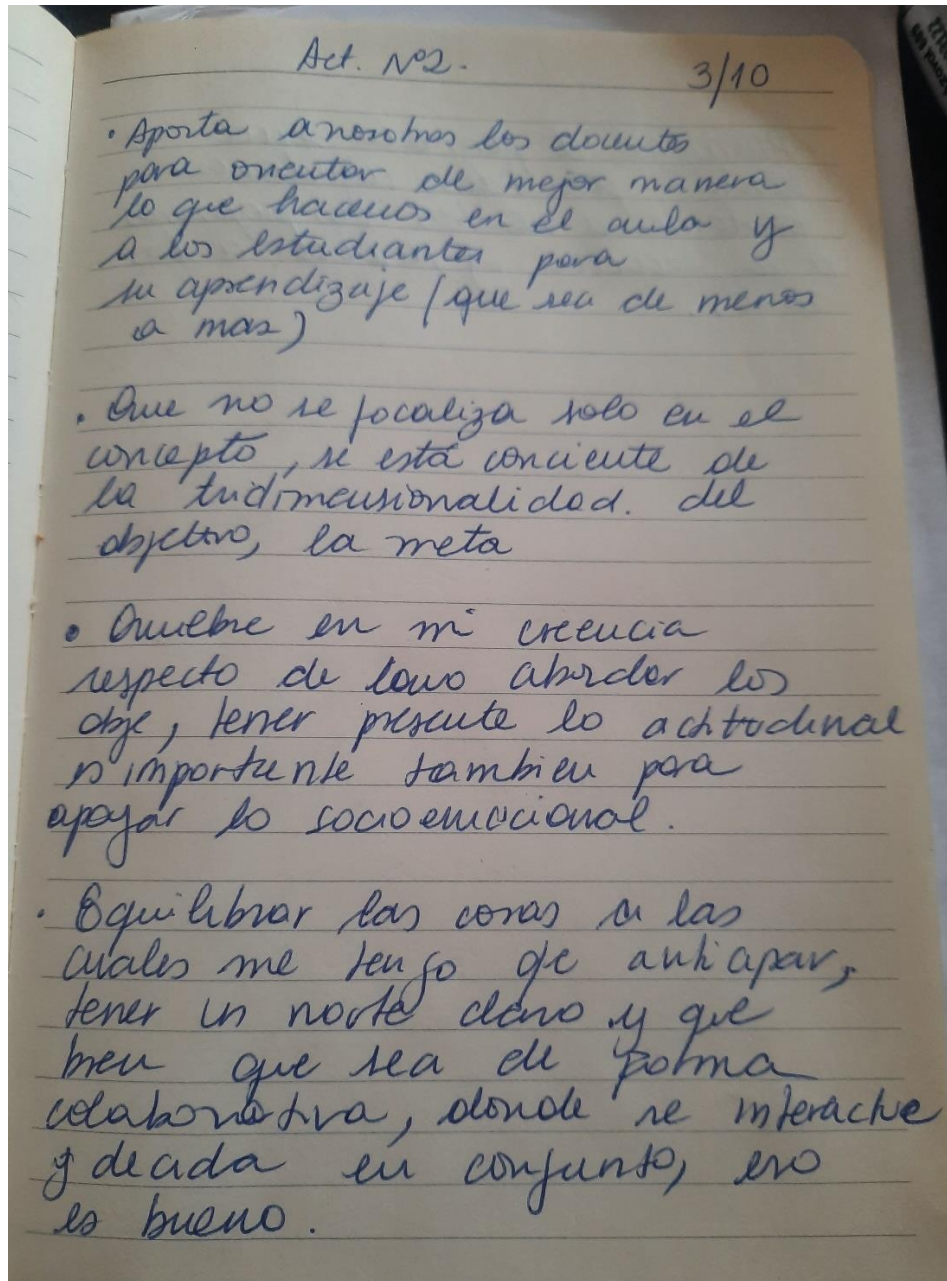 Act. Nº2.
3/10
• Aporta a nosotros los docentes
para orientar de mejor manera
lo que hacemos en el aula y
a los estudiantes para
su aprendizaje (que sea de menos
a mas)
. Que no se focaliza solo en el
concepto, se está conciente de
la tridimensionalidad. del
objetivo, la meta
• Quiebre en mi creencia
respecto de como abordar los
obje, tener presente lo actitudinal
es importante tambien para
apoyar lo socioemocional.
. Equilibrar las cosas a las
cuales me tengo qe anticipar,
tener un norte claro y que
bien que sea de forma
colaborativa, donde se interactue
y decida en conjunto, eso
es bueno.